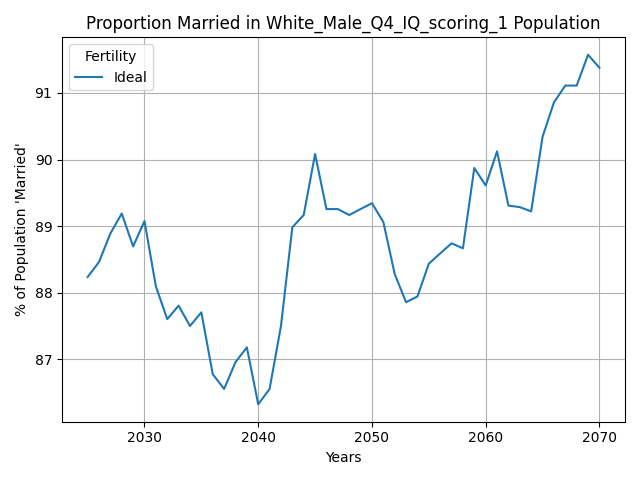 Proportion Married in White_Male_Q4_IQ_scoring_1 Population
Fertility
Ideal
% of Population 'Married'
91
90
89
88
87
2030 2040 2050 2060 2070
Years